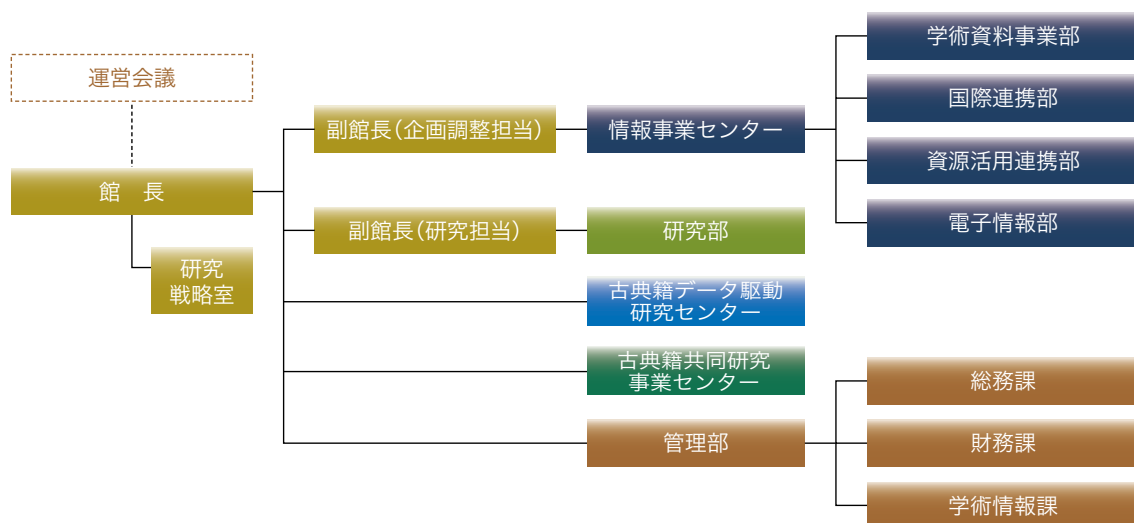 運営会議
館　長
研究
戦略室
副館長（企画調整担当）
情報事業センター
学術資料事業部
国際連携部
資源活用連携部
電子情報部
副館長（研究担当）
研究部
古典籍データ駆動
研究センター
古典籍共同研究
事業センター
管理部
総務課
財務課
学術情報課